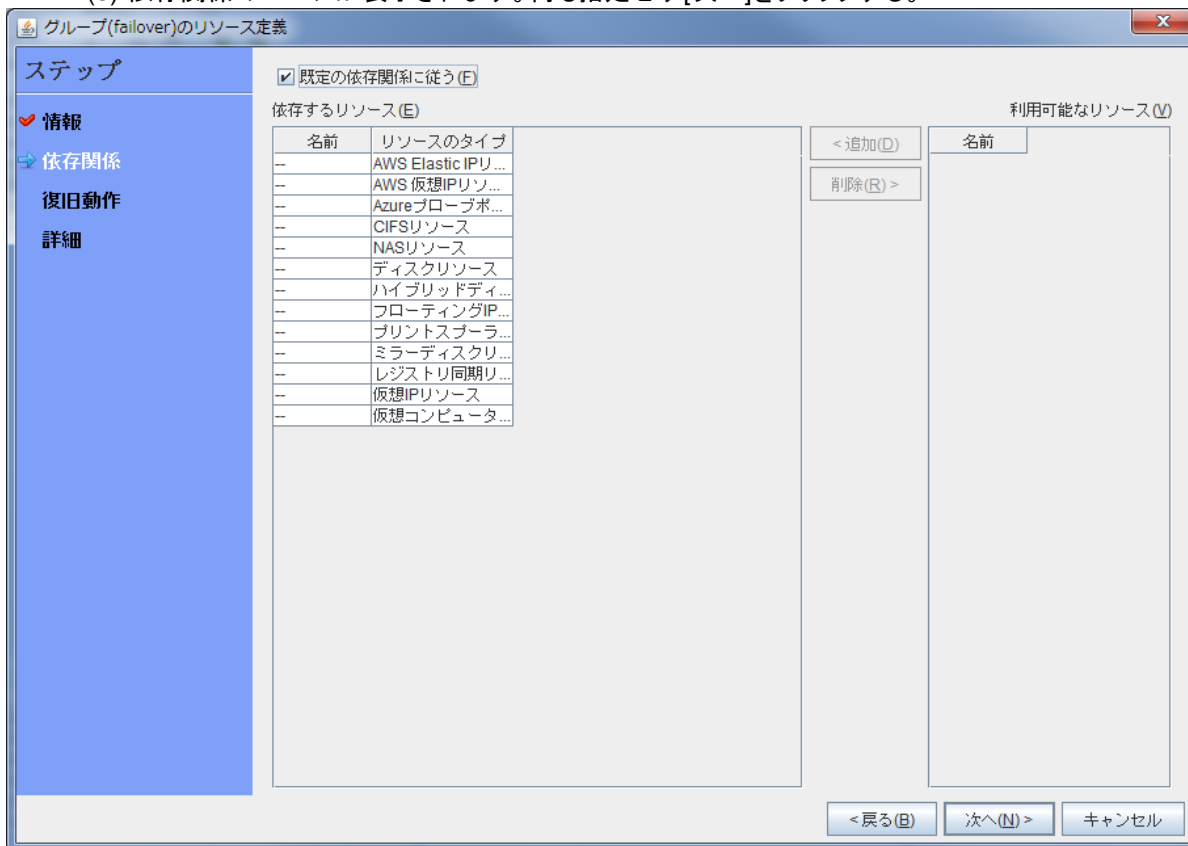 グループ(failover)のリソース定義
ステップ
情報
依存関係
復旧動作
詳細
既定の依存関係に従う(F)
依存するリソース(E)
利用可能なリソース(V)
名前 リソースのタイプ
-- AWS Elastic IPリ...
-- AWS 仮想IPリソ...
-- Azureプローブポ...
-- CIFSリソース
-- NASリソース
-- ディスクリソース
-- ハイブリッドディ...
-- フローティングIP...
-- プリントスプーラ...
-- ミラーディスクリ...
-- レジストリ同期リ...
-- 仮想IPリソース
-- 仮想コンピュータ...
<追加(D)
削除(R) >
名前
<戻る(B)
次へ(N) >
キャンセル